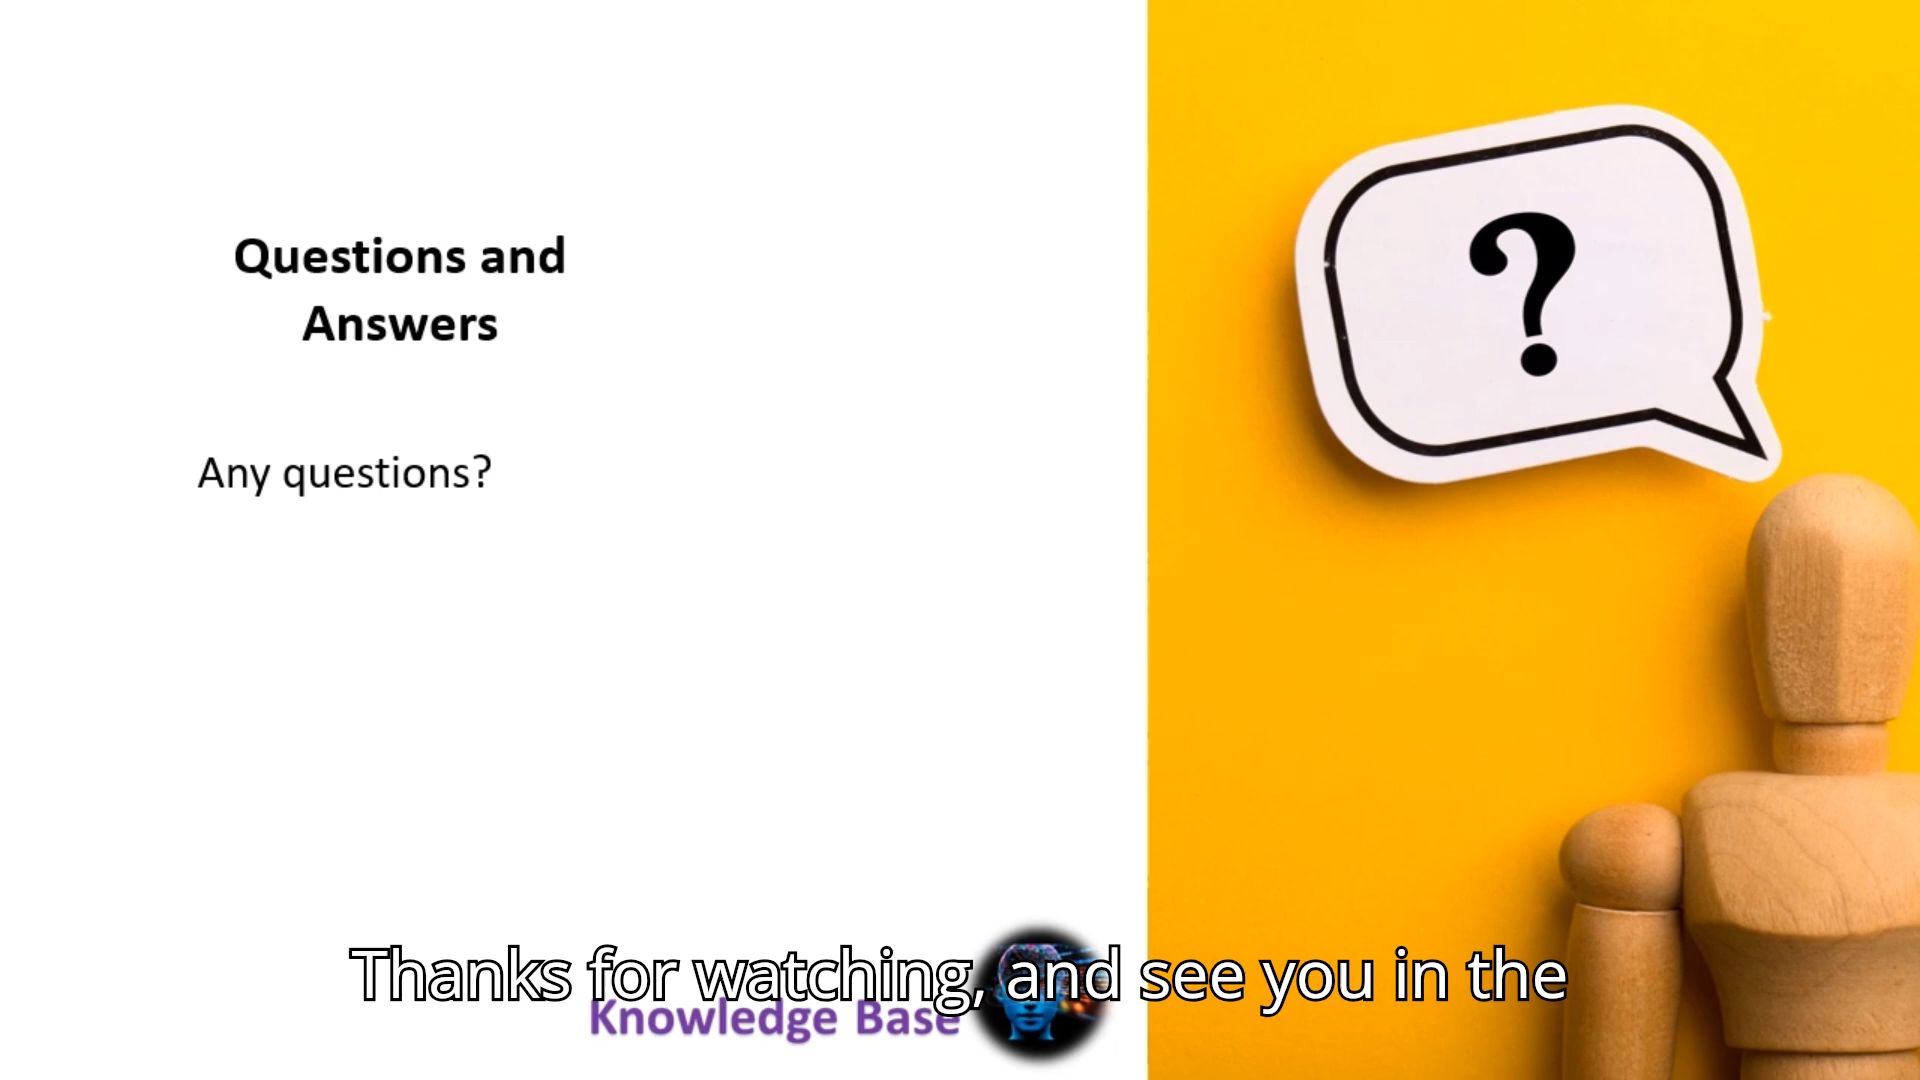 Questions and
Answers
Any questions?
?
Thanks for watching, and see you in the
Knowledge Base